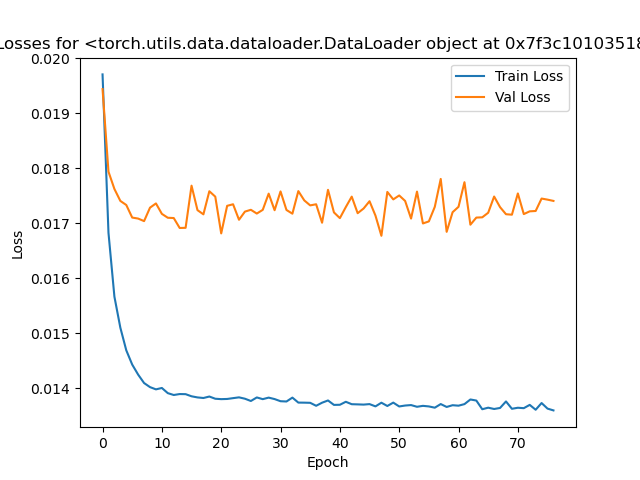 Losses for <torch.utils.data.dataloader.DataLoader object at 0x7f3c10103518
0.020
0.019
0.018
0.017
0.016
0.015
0.014
Loss
Train Loss
Val Loss
0 10 20 30 40 50 60 70
Epoch